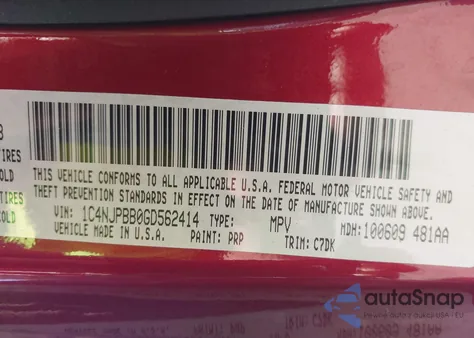 THIS VEHICLE CONFORMS TO ALL APPLICABLE U.S.A. FEDERAL MOTOR VEHICLE SAFETY AND
THEFT PREVENTION STANDARDS IN EFFECT ON THE DATE OF MANUFACTURE SHOWN ABOVE.
VIN: 1C4NJPBB0GD562414 TYPE: MPV MDH: 100609 481AA
VEHICLE MADE IN U.S.A. PAINT: PRP TRIM: C7DK
autoSnap